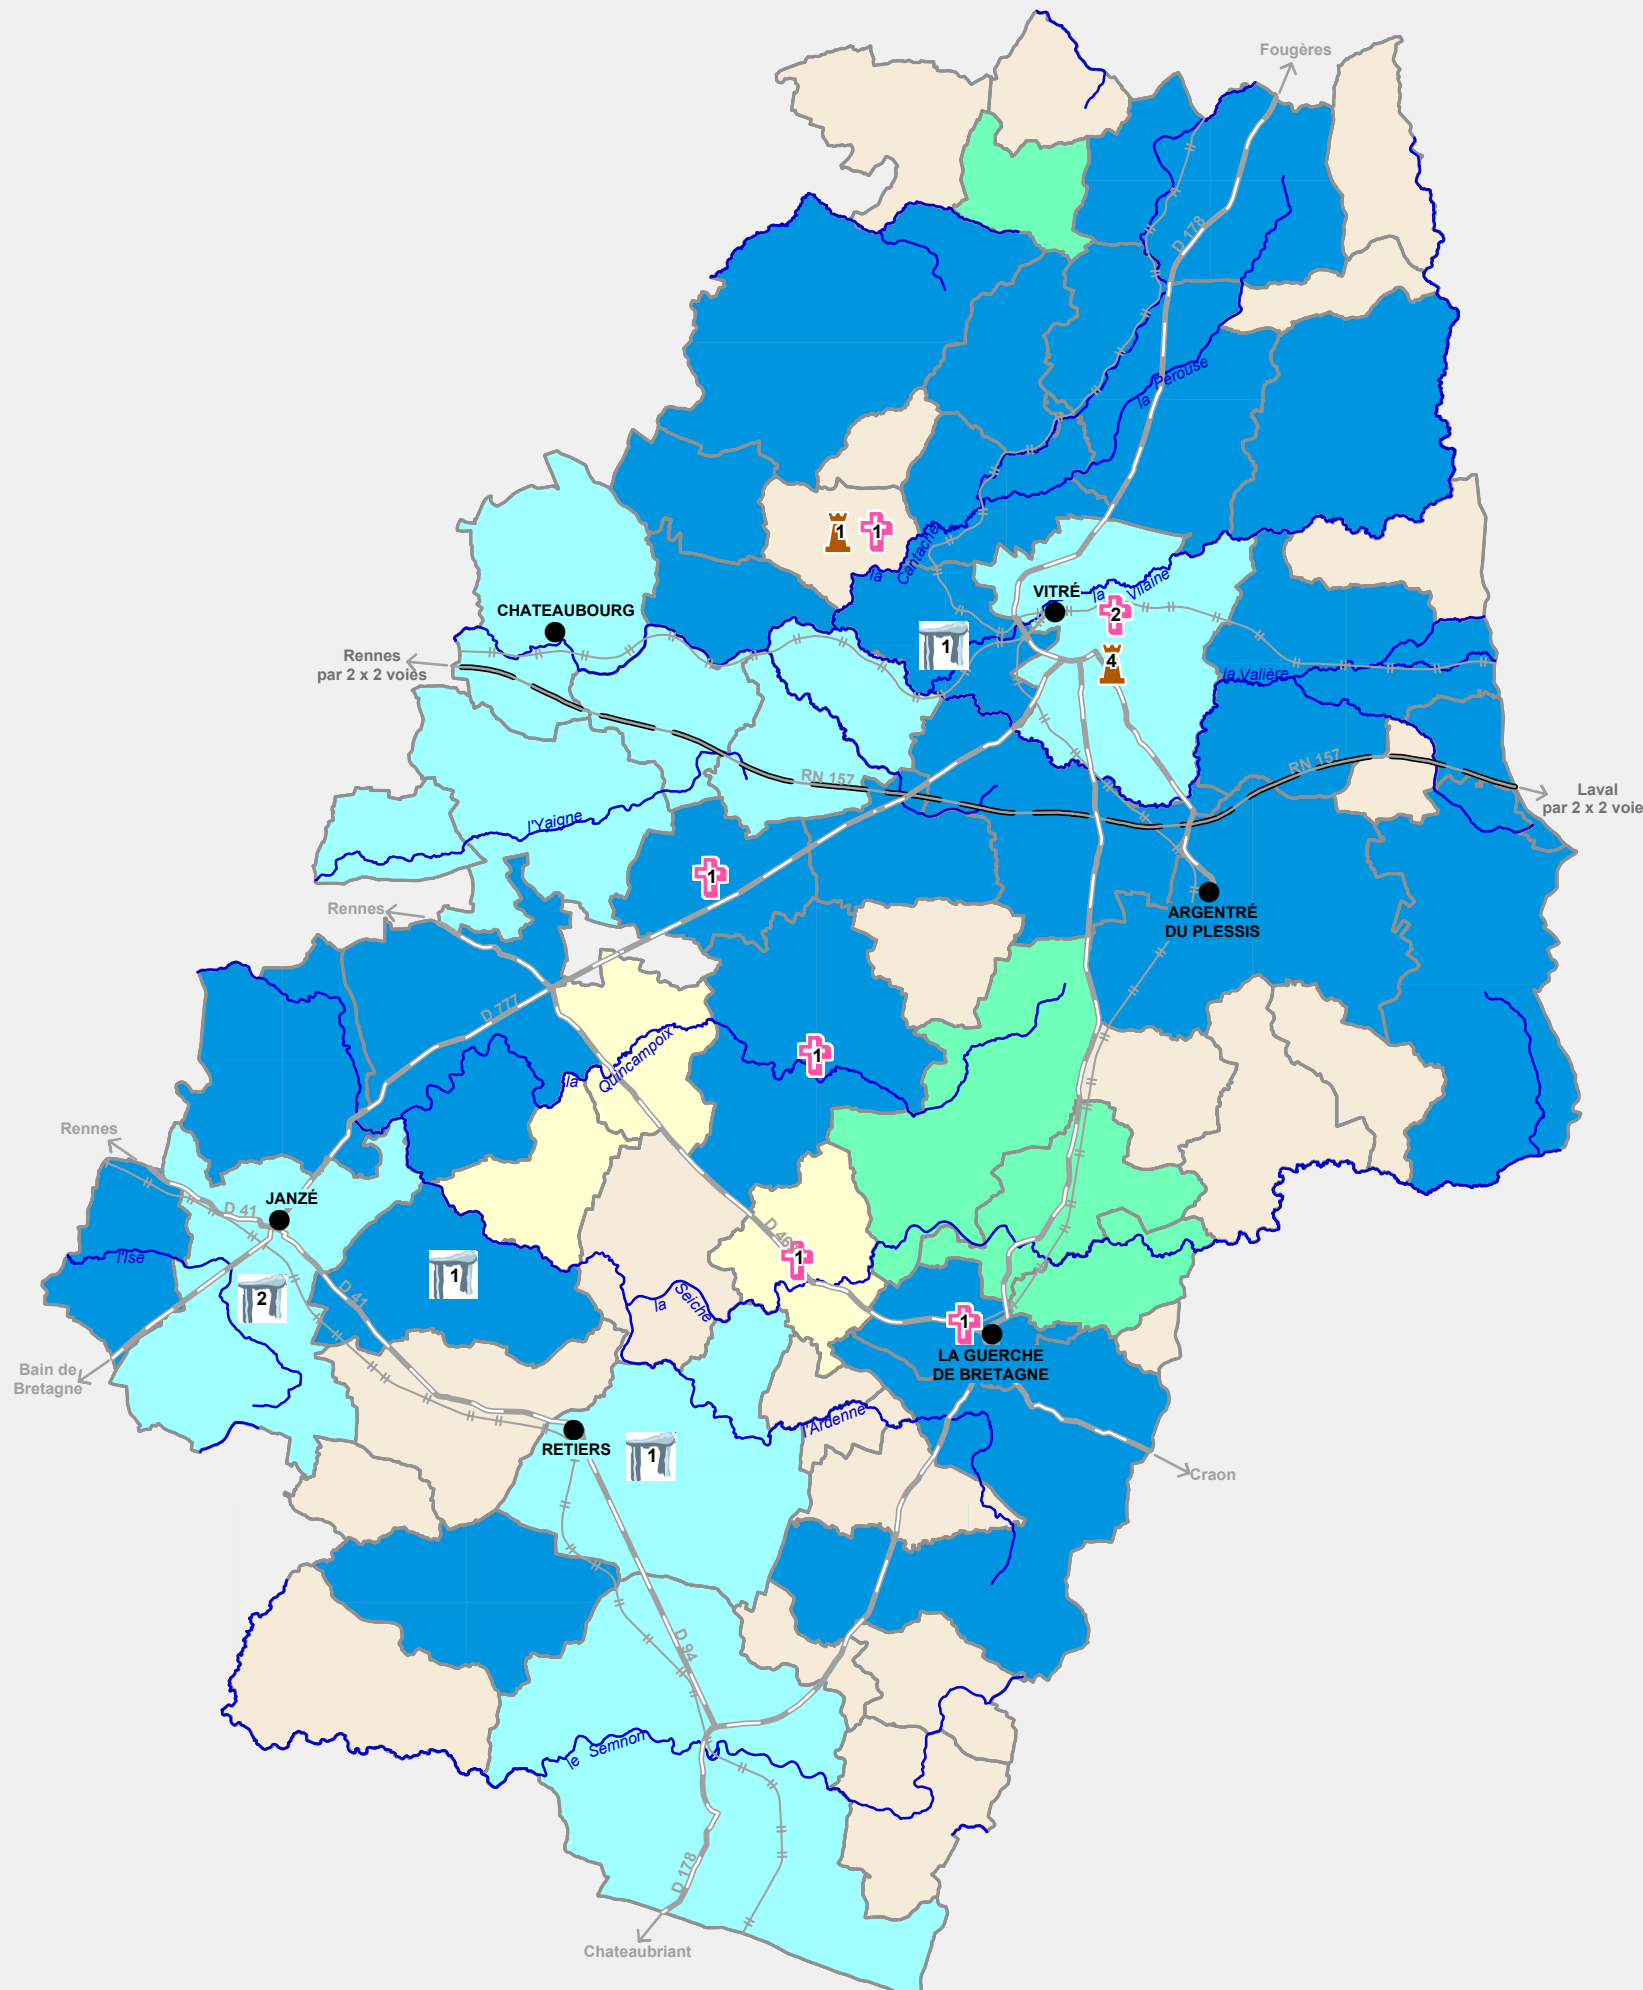 Fougères
D 178
la Pérouse
1
1
la Cantache
la Vilaine
VITRÉ
2
CHATEAUBOURG
1
Rennes
par 2 x 2 voies
4
la Valière
RN 157
RN 157
Laval
par 2 x 2 voie
l'Yaigne
1
Rennes
ARGENTRÉ
DU PLESSIS
D 777
la Quincampoix
1
Rennes
JANZÉ
D 41
l'Ise
D 46
1
1
2
D 41
la Seiche
1
LA GUERCHE
DE BRETAGNE
Bain de
Bretagne
l'Ardenne
RETIERS
1
Craon
D 94
le Semnon
D 178
Chateaubriant